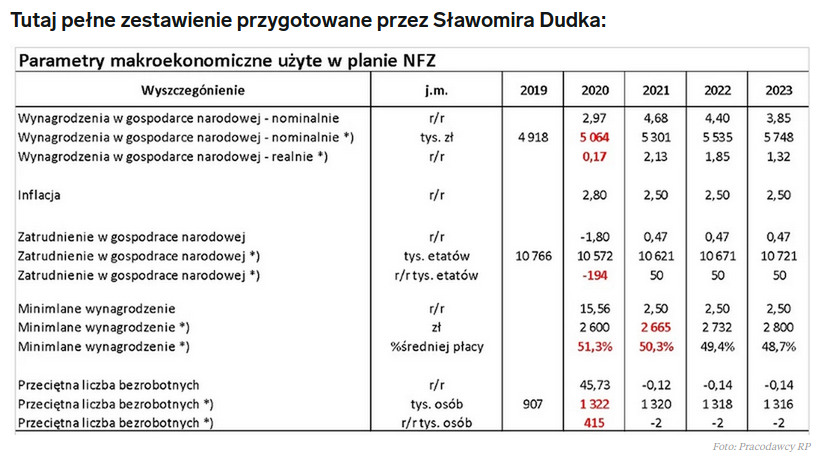 Tutaj pełne zestawienie przygotowane przez Sławomira Dudka:
Parametry makroekonomiczne użyte w planie NFZ
Wyszczególnienie j.m. 2019 2020 2021 2022 2023
Wynagrodzenia w gospodarce narodowej - nominalnie r/r 2,97 4,68 4,40 3,85
Wynagrodzenia w gospodarce narodowej - nominalnie *) tys. zł 4 918 5 064 5 301 5 535 5 748
Wynagrodzenia w gospodarce narodowej - realnie *) r/r 0,17 2,13 1,85 1,32
Inflacja r/r 2,80 2,50 2,50 2,50
Zatrudnienie w gospodrace narodowej r/r -1,80 0,47 0,47 0,47
Zatrudnienie w gospodrace narodowej *) tys. etatów 10 766 10 572 10 621 10 671 10 721
Zatrudnienie w gospodrace narodowej *) r/r tys. etatów -194 50 50 50
Minimlane wynagrodzenie r/r 15,56 2,50 2,50 2,50
Minimlane wynagrodzenie *) zł 2 600 2 665 2 732 2 800
Minimlane wynagrodzenie *) %średniej płacy 51,3% 50,3% 49,4% 48,7%
Przeciętna liczba bezrobotnych r/r 45,73 -0,12 -0,14 -0,14
Przeciętna liczba bezrobotnych *) tys. osób 907 1 322 1 320 1 318 1 316
Przeciętna liczba bezrobotnych *) r/r tys. osób 415 -2 -2 -2
Foto: Pracodawcy RP